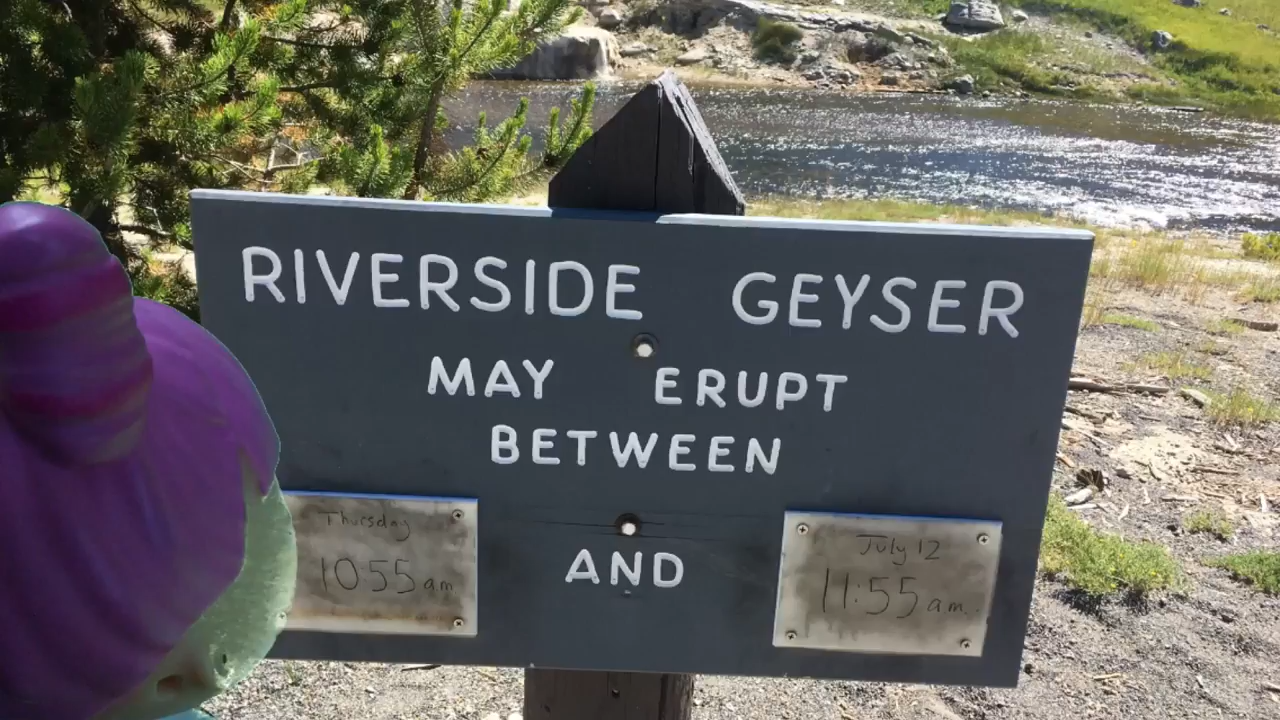 RIVERSIDE GEYSER
MAY ERUPT
BETWEEN
Thursday
10:55 am
AND
July 12
11:55 am